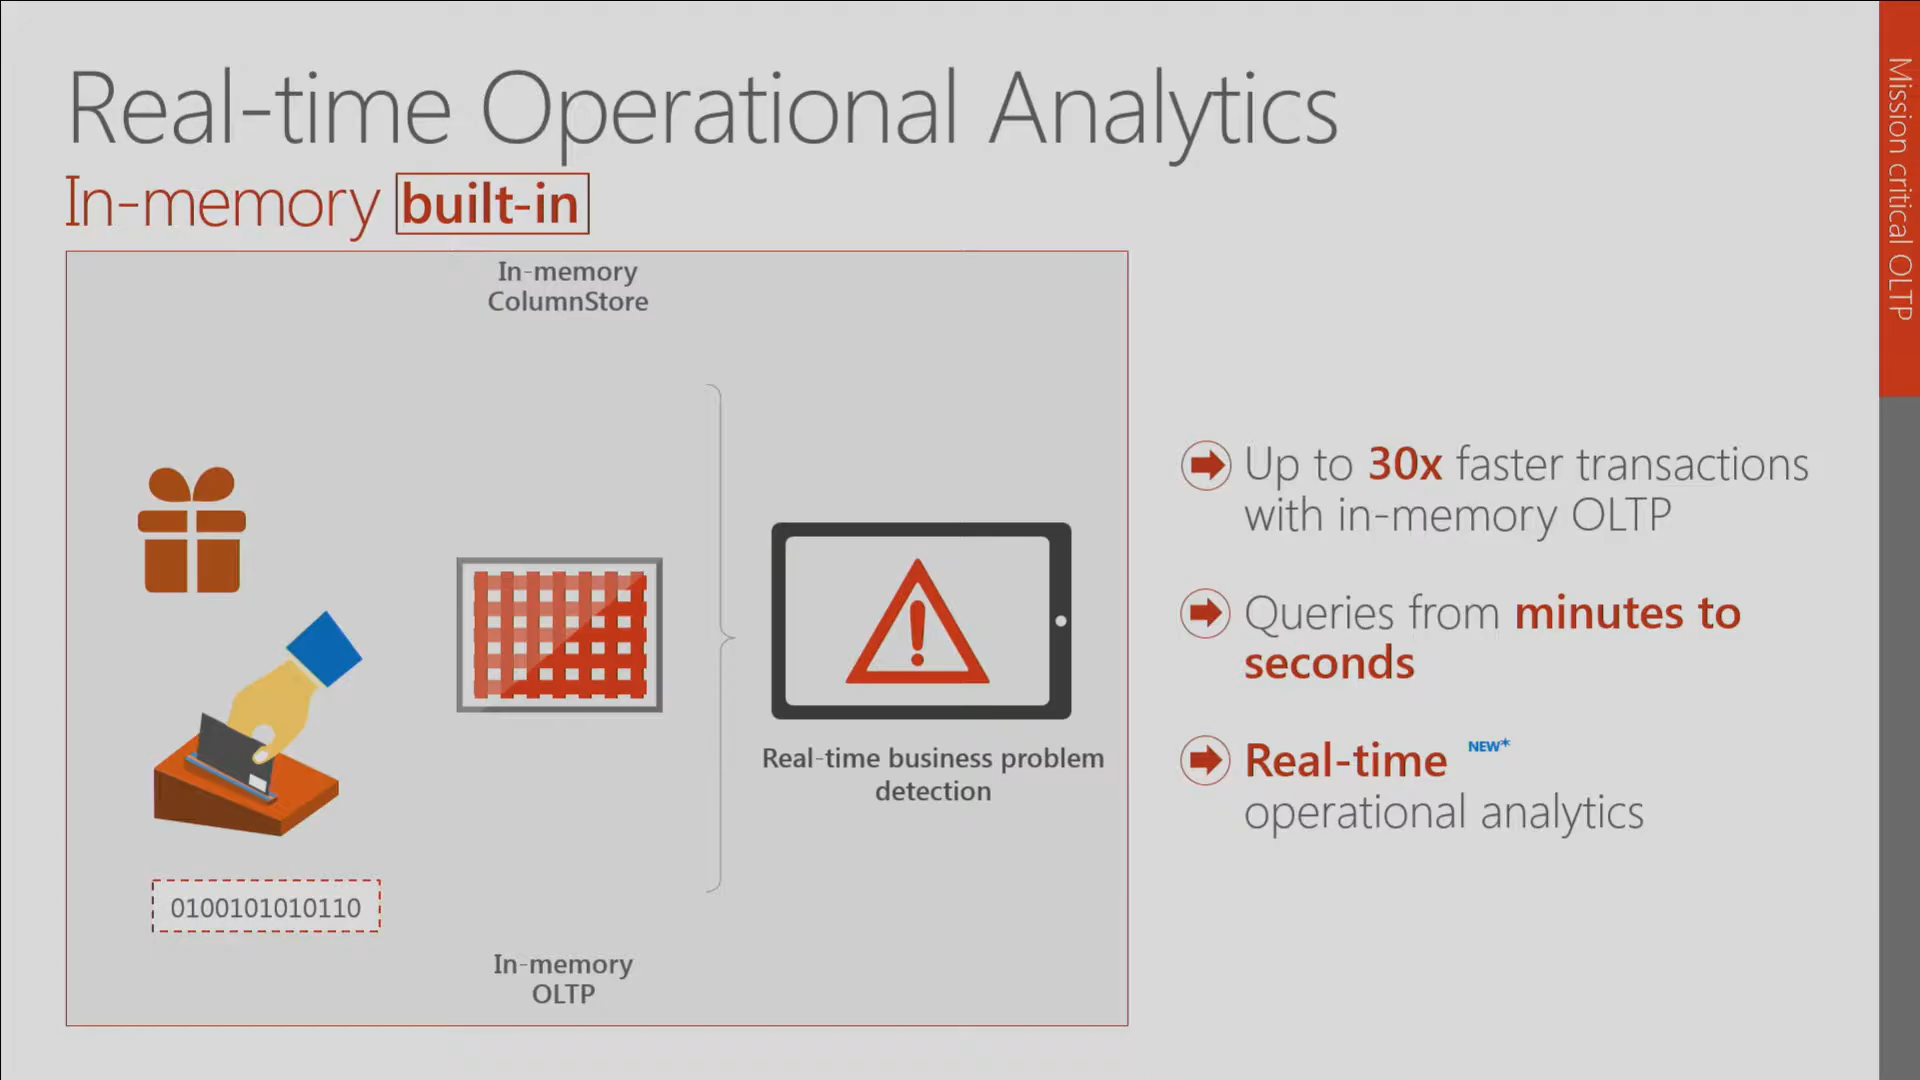 Real-time Operational Analytics
In-memory built-in
In-memory
ColumnStore
0100101010110
In-memory
OLTP
Real-time business problem
detection
Up to 30x faster transactions
with in-memory OLTP
Queries from minutes to
seconds
Real-time NEW*
operational analytics
Mission critical OLTP